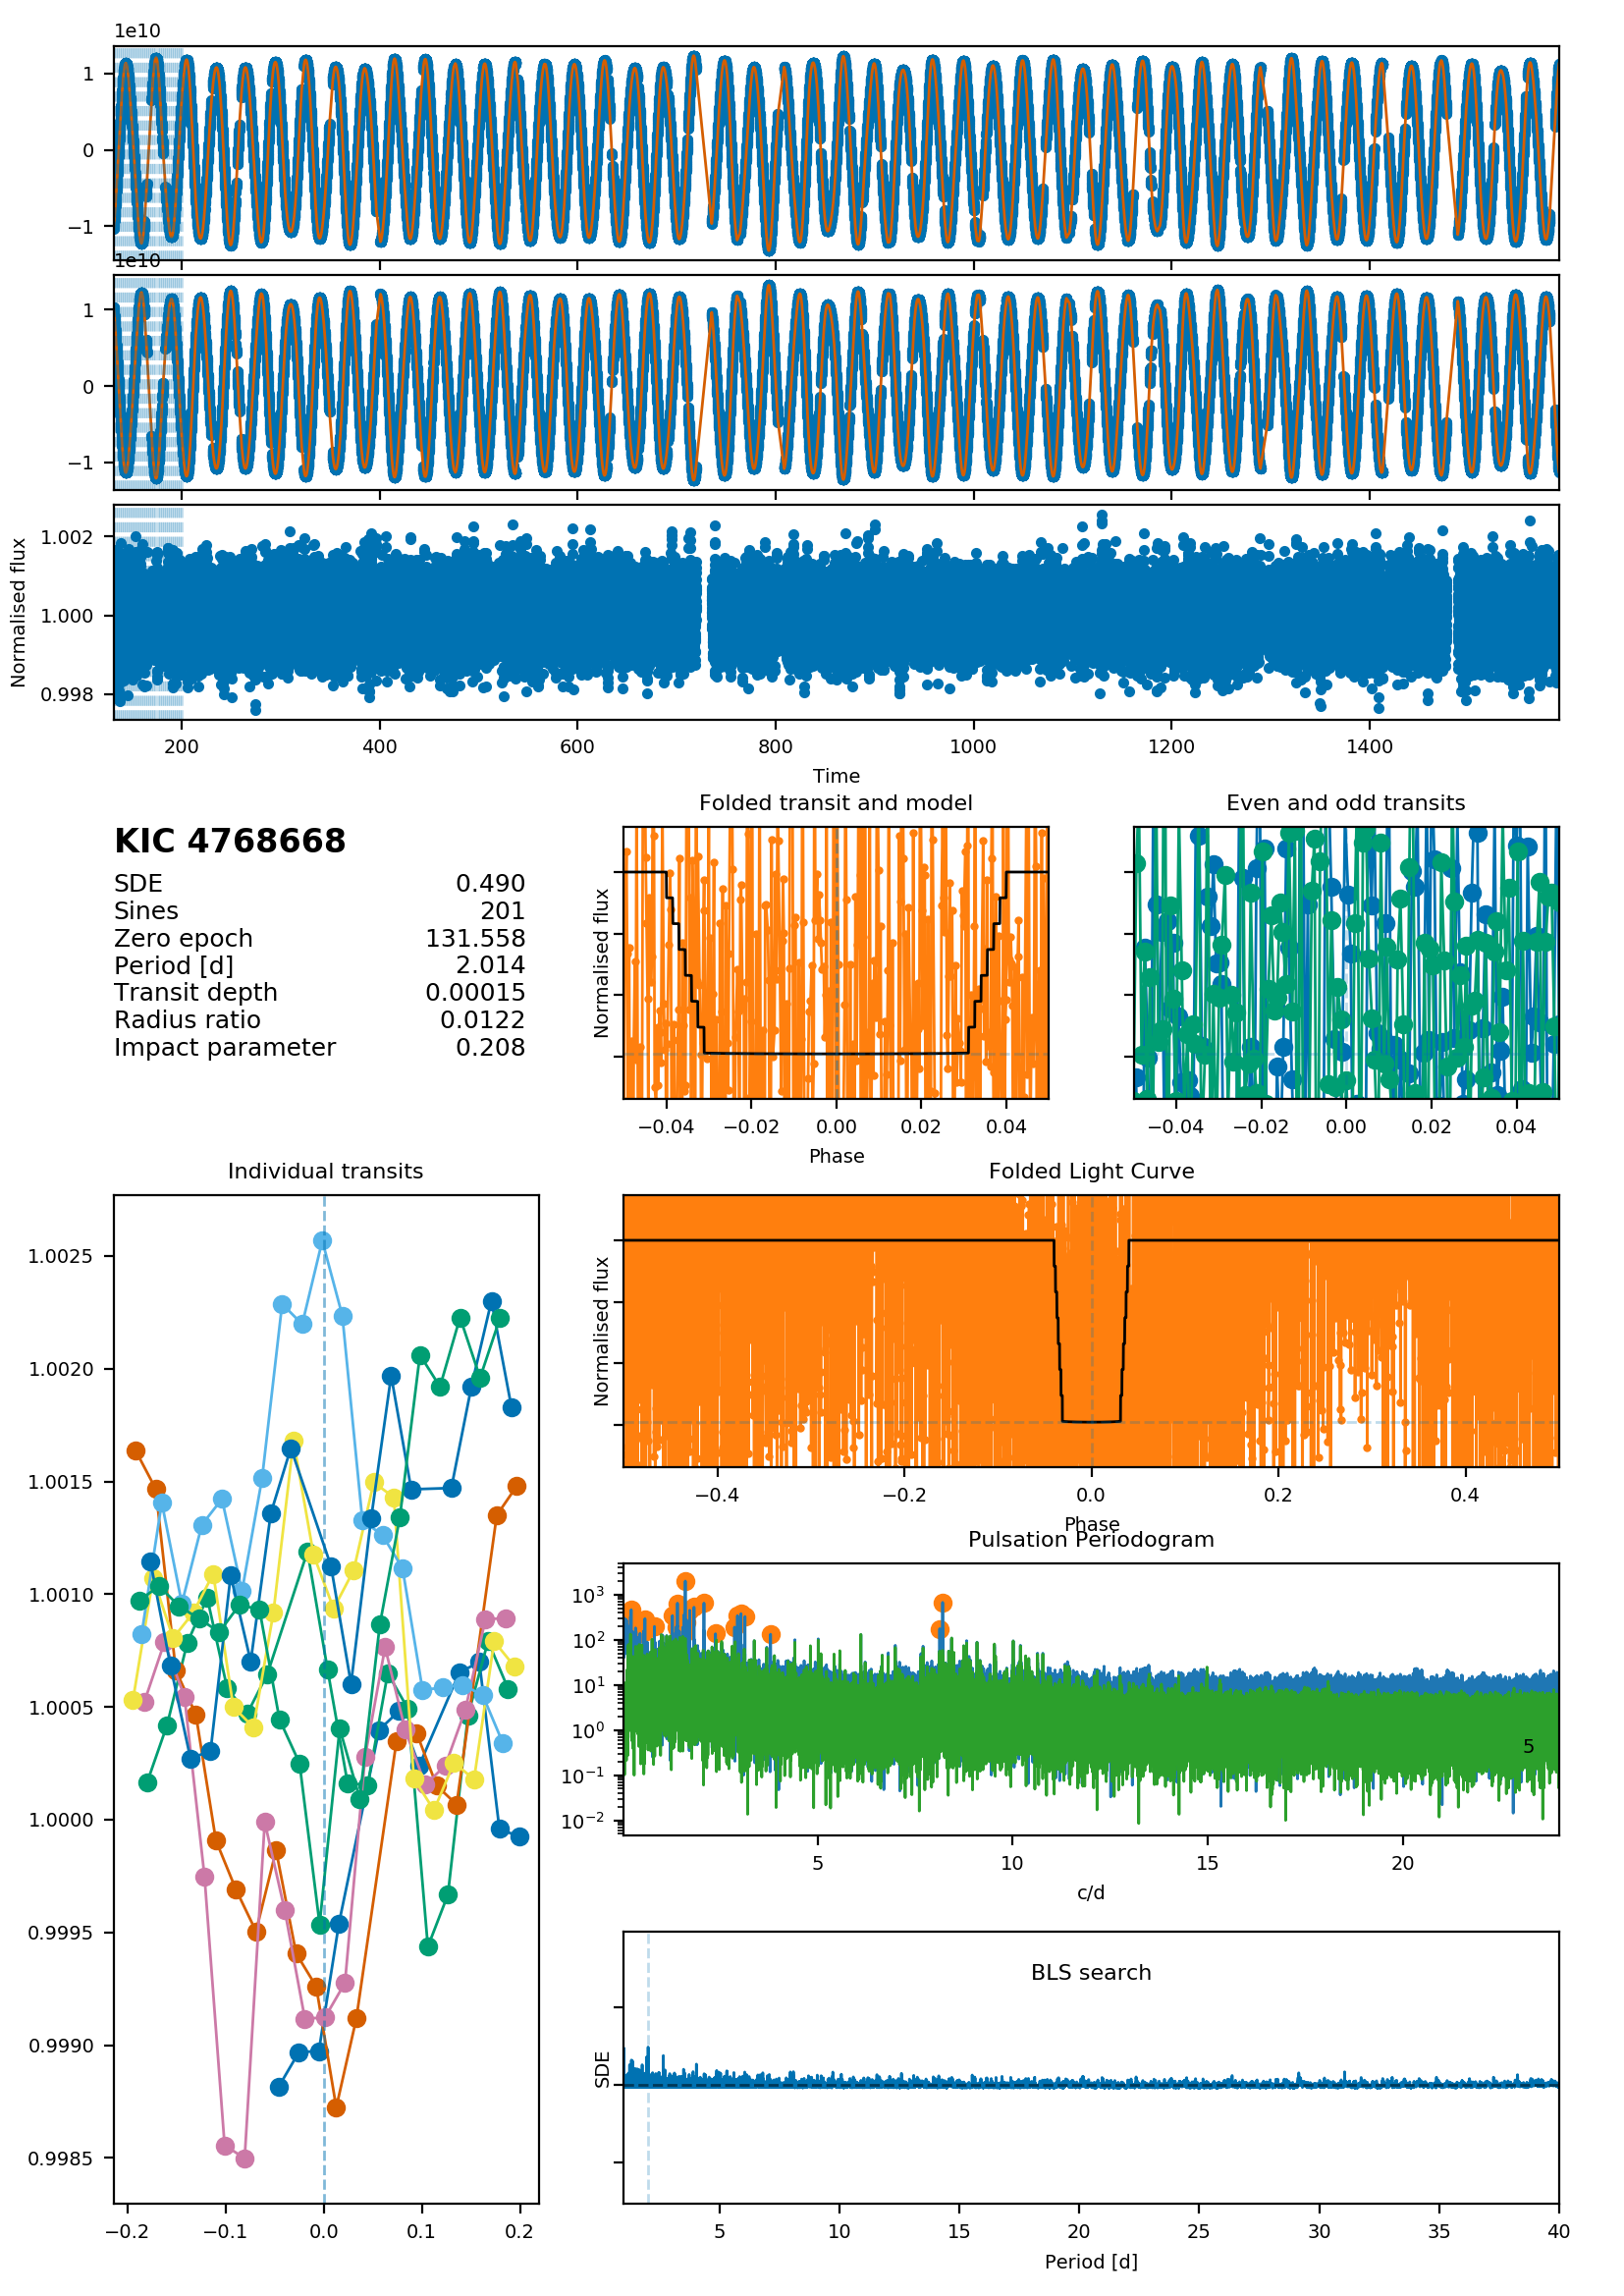 1e10
1
0
−1
1e10
1
0
−1
1.002
1.000
0.998
Normalised flux
200 400 600 800 1000 1200 1400
Time
KIC 4768668
SDE 0.490
Sines 201
Zero epoch 131.558
Period [d] 2.014
Transit depth 0.00015
Radius ratio 0.0122
Impact parameter 0.208
Folded transit and model
Normalised flux
−0.04 −0.02 0.00 0.02 0.04
Phase
Even and odd transits
−0.04 −0.02 0.00 0.02 0.04
Individual transits
1.0025
1.0020
1.0015
1.0010
1.0005
1.0000
0.9995
0.9990
0.9985
−0.2 −0.1 0.0 0.1 0.2
Folded Light Curve
Normalised flux
−0.4 −0.2 0.0 0.2 0.4
Phase
Pulsation Periodogram
10³
10²
10¹
10⁰
10⁻¹
10⁻²
5
5 10 15 20
c/d
BLS search
SDE
5 10 15 20 25 30 35 40
Period [d]